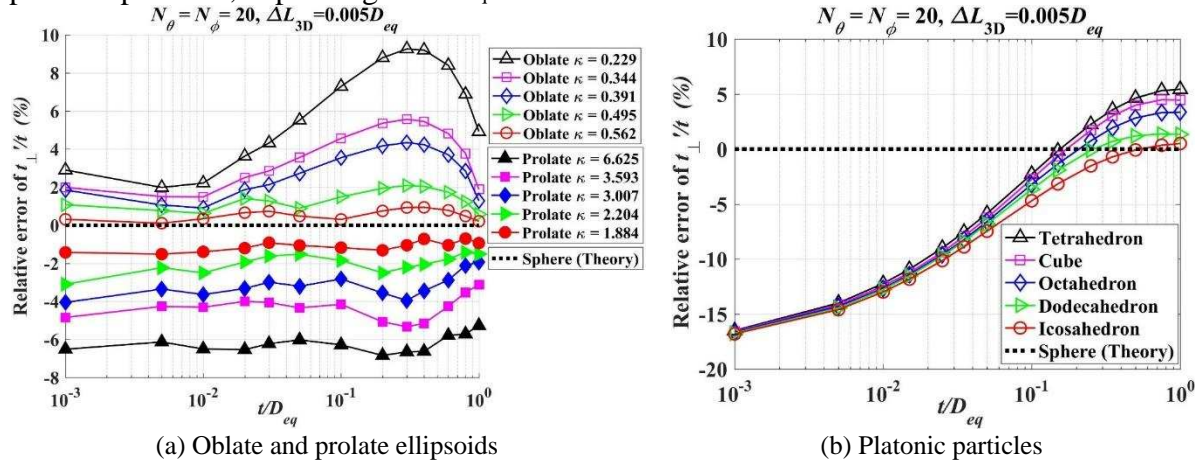 N_θ = N_ϕ = 20, ΔL_3D = 0.005D_eq
Relative error of t_⊥'/t (%)
10
8
6
4
2
0
-2
-4
-6
-8
10^-3
10^-2
10^-1
10^0
t/D_eq
Oblate κ = 0.229
Oblate κ = 0.344
Oblate κ = 0.391
Oblate κ = 0.495
Oblate κ = 0.562
Prolate κ = 6.625
Prolate κ = 3.593
Prolate κ = 3.007
Prolate κ = 2.204
Prolate κ = 1.884
Sphere (Theory)
(a) Oblate and prolate ellipsoids
N_θ = N_ϕ = 20, ΔL_3D=0.005D_eq
Relative error of t_⊥'/t (%)
10
5
0
-5
-10
-15
-20
10^-3
10^-2
10^-1
10^0
t/D_eq
Tetrahedron
Cube
Octahedron
Dodecahedron
Icosahedron
Sphere (Theory)
(b) Platonic particles